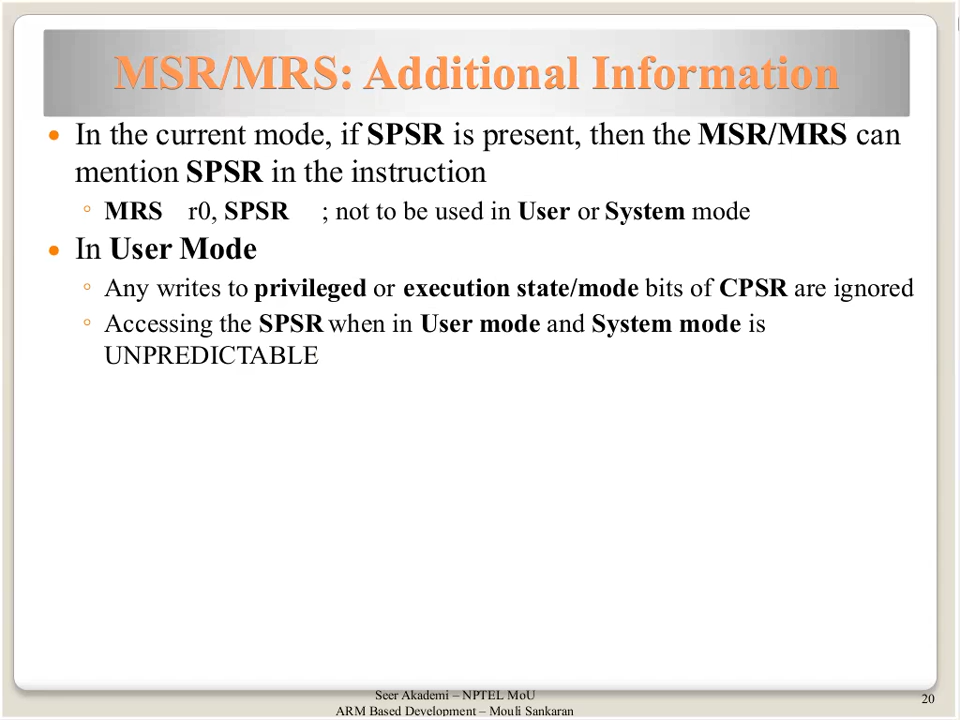 MSR/MRS: Additional Information
• In the current mode, if SPSR is present, then the MSR/MRS can
mention SPSR in the instruction
◦ MRS r0, SPSR ; not to be used in User or System mode
• In User Mode
◦ Any writes to privileged or execution state/mode bits of CPSR are ignored
◦ Accessing the SPSR when in User mode and System mode is
UNPREDICTABLE
Seer Akademi – NPTEL MoU
ARM Based Development – Mouli Sankaran
20